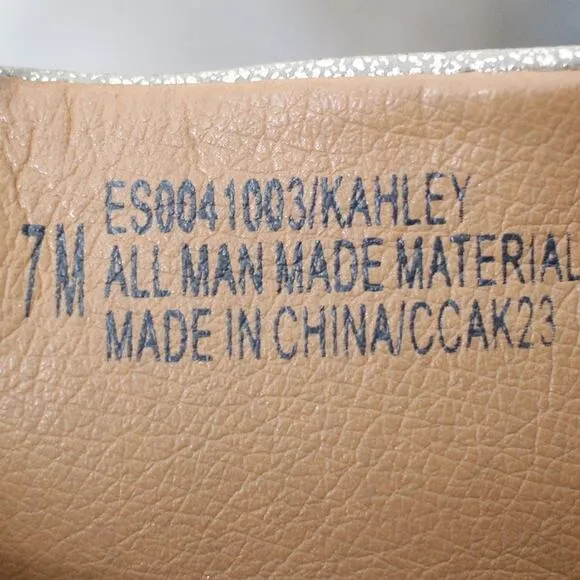 7M
ES0041003/KAHLEY
ALL MAN MADE MATERIAL
MADE IN CHINA/CCAK23